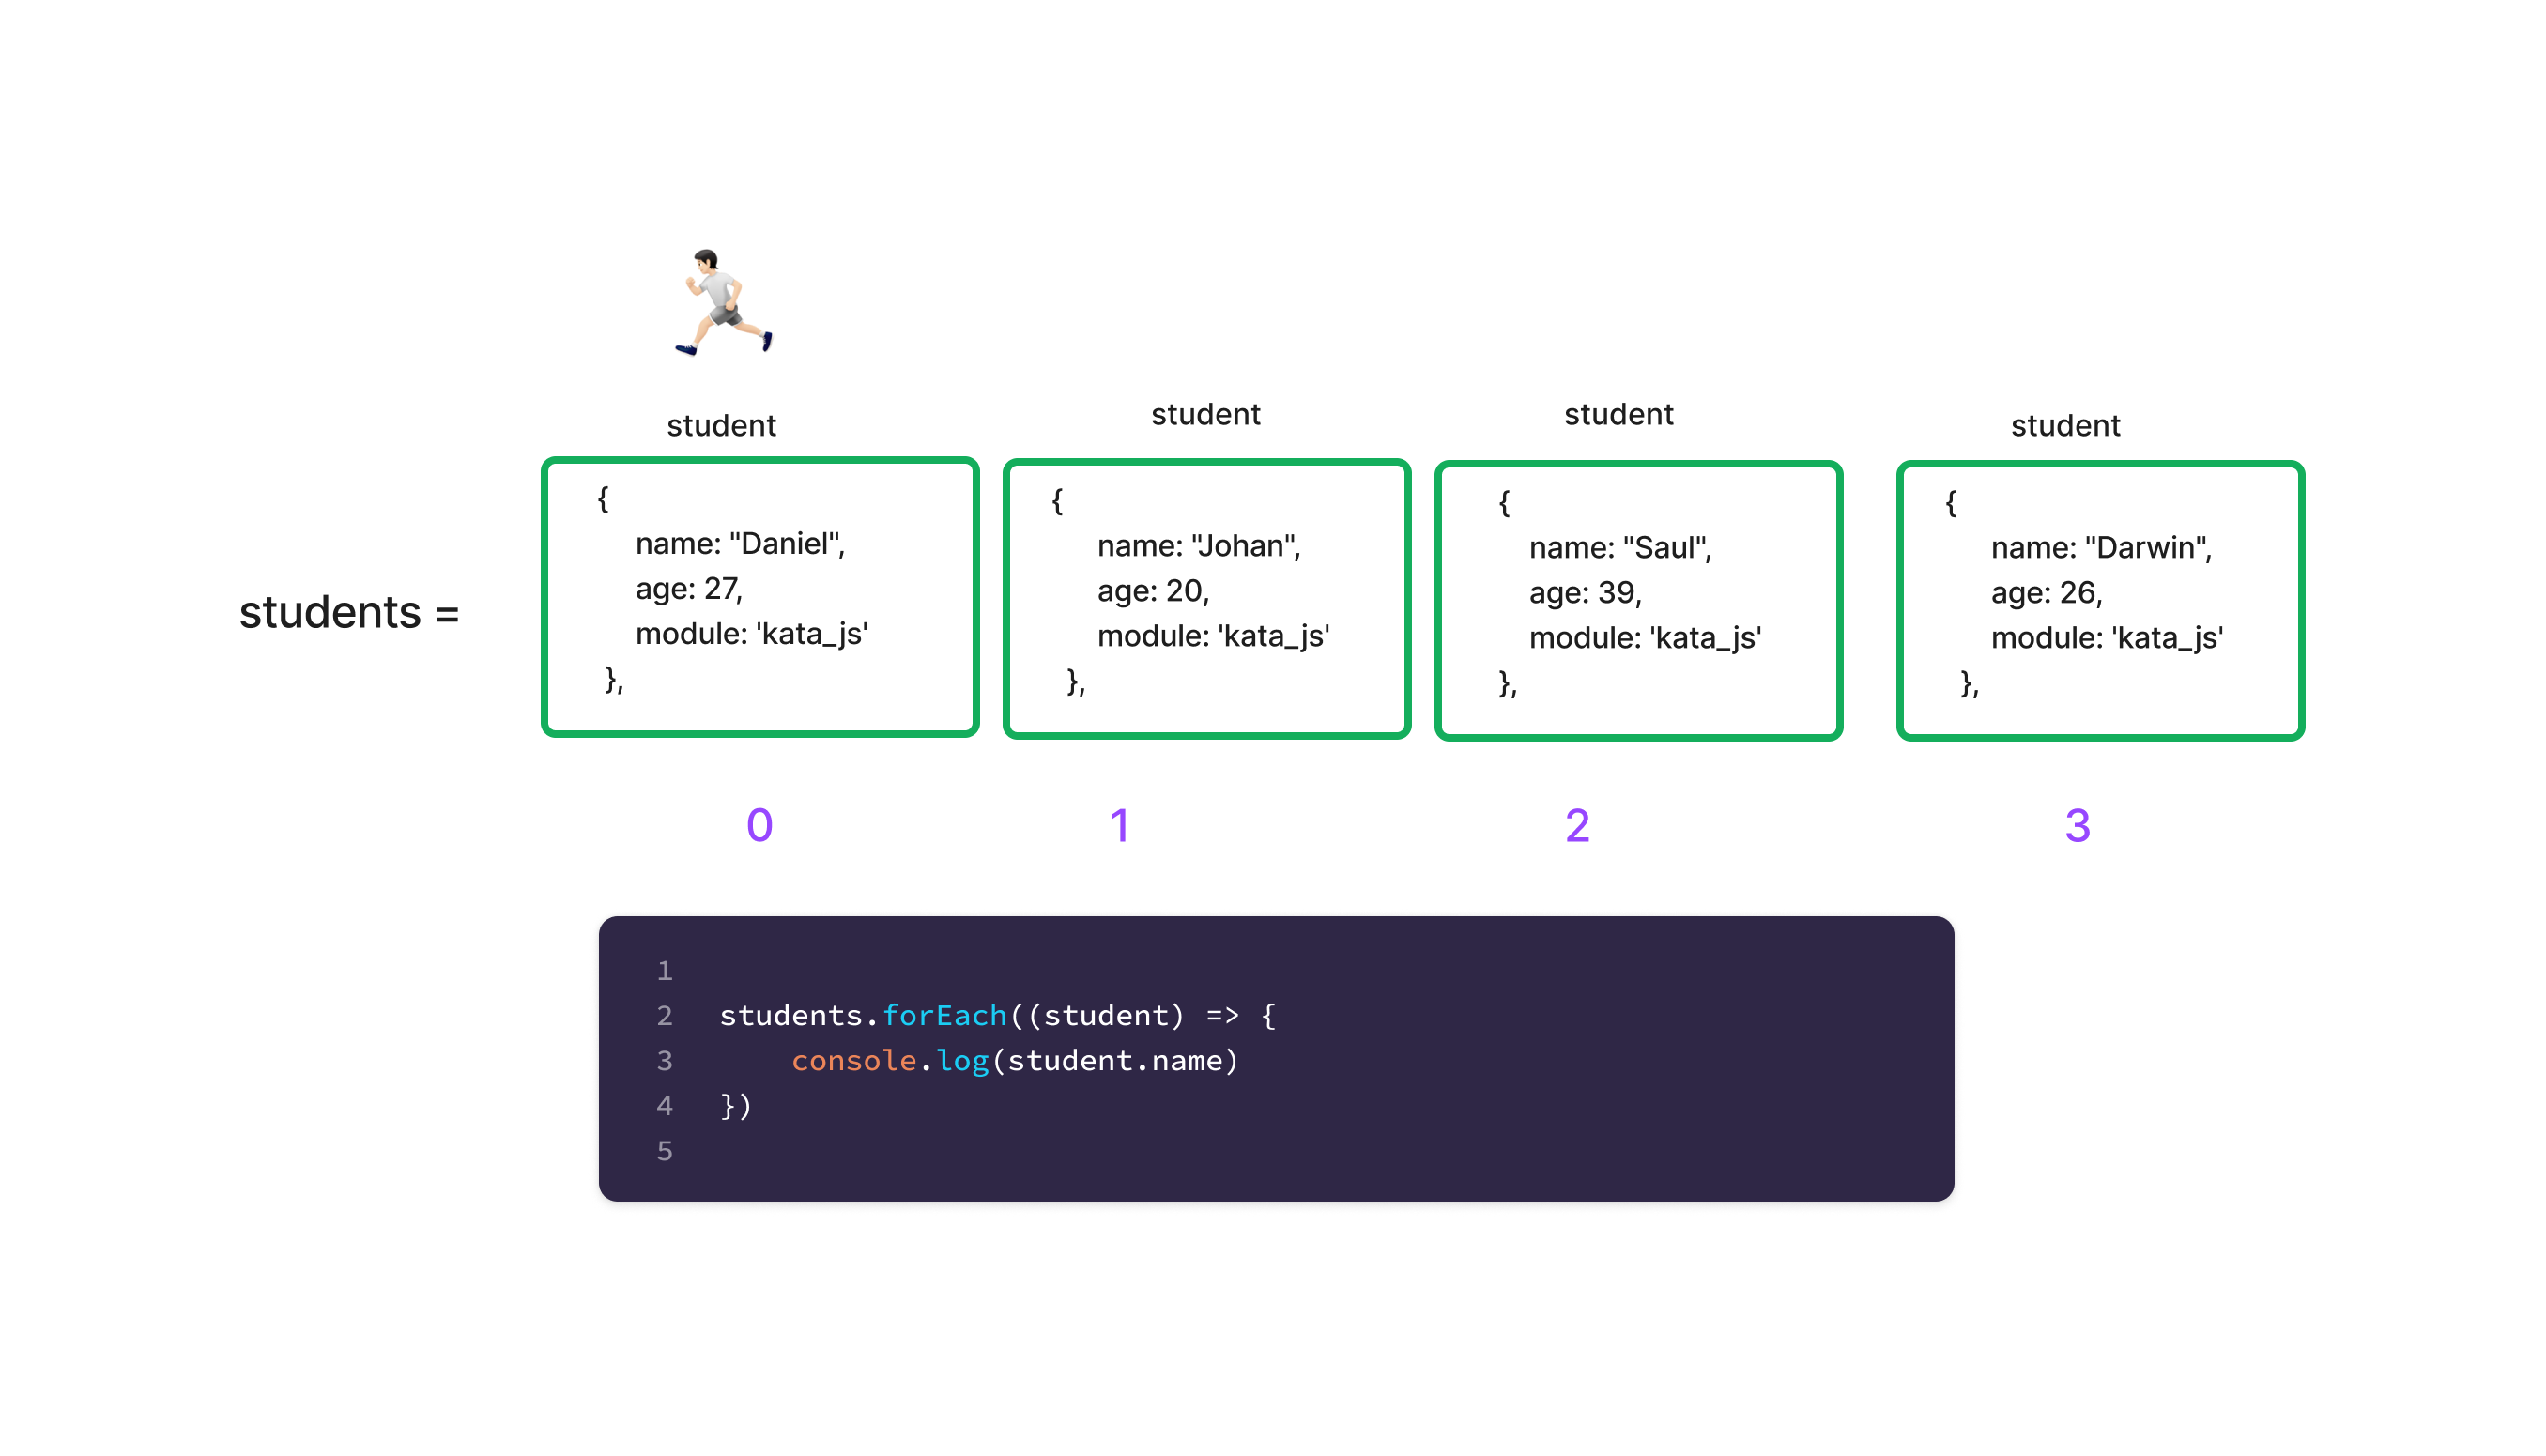 student
student
student
student
students =
{
name: "Daniel",
age: 27,
module: 'kata_js'
},
{
name: "Johan",
age: 20,
module: 'kata_js'
},
{
name: "Saul",
age: 39,
module: 'kata_js'
},
{
name: "Darwin",
age: 26,
module: 'kata_js'
},
0
1
2
3
1
2 students.forEach((student) => {
3 console.log(student.name)
4 })
5